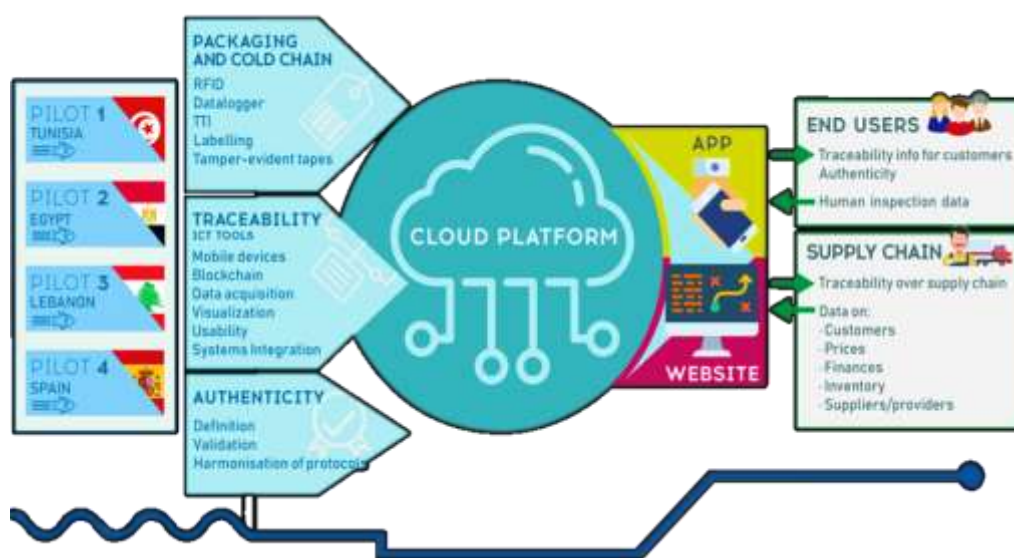 PILOT 1
TUNISIA
PILOT 2
EGYPT
PILOT 3
LEBANON
PILOT 4
SPAIN
PACKAGING
AND COLD CHAIN
RFID
Datalogger
TTI
Labelling
Tamper-evident tapes
TRACEABILITY
ICT TOOLS
Mobile devices
Blockchain
Data acquisition
Visualization
Usability
Systems Integration
AUTHENTICITY
Definition
Validation
Harmonisation of protocols
CLOUD PLATFORM
APP
WEBSITE
END USERS
Traceability info for customers
Authenticity
Human inspection data
SUPPLY CHAIN
Traceability over supply chain
Data on:
-Customers
-Prices
-Finances
-Inventory
-Suppliers/providers